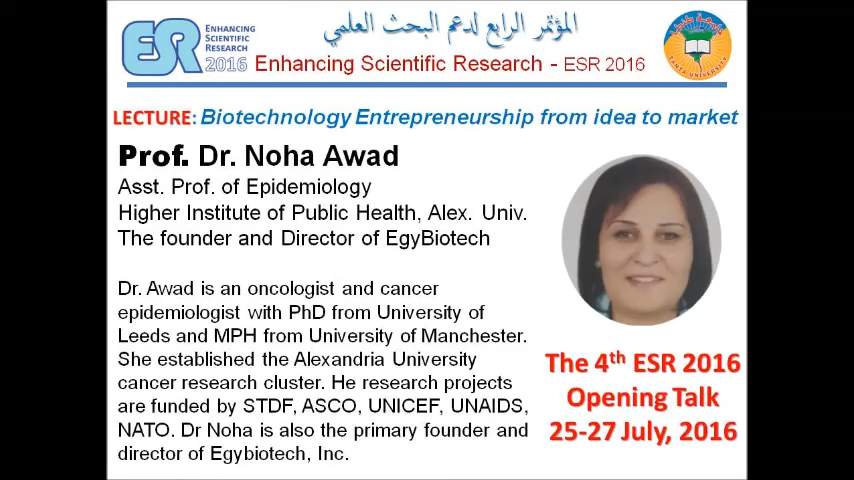 ESR
ENHANCING
SCIENTIFIC
RESEARCH
2016
المؤتمر الرابع لدعم البحث العلمي
Enhancing Scientific Research - ESR 2016
TANTA UNIVERSITY
LECTURE: Biotechnology Entrepreneurship from idea to market
Prof. Dr. Noha Awad
Asst. Prof. of Epidemiology
Higher Institute of Public Health, Alex. Univ.
The founder and Director of EgyBiotech
Dr. Awad is an oncologist and cancer
epidemiologist with PhD from University of
Leeds and MPH from University of Manchester.
She established the Alexandria University
cancer research cluster. He research projects
are funded by STDF, ASCO, UNICEF, UNAIDS,
NATO. Dr Noha is also the primary founder and
director of Egybiotech, Inc.
The 4th ESR 2016
Opening Talk
25-27 July, 2016